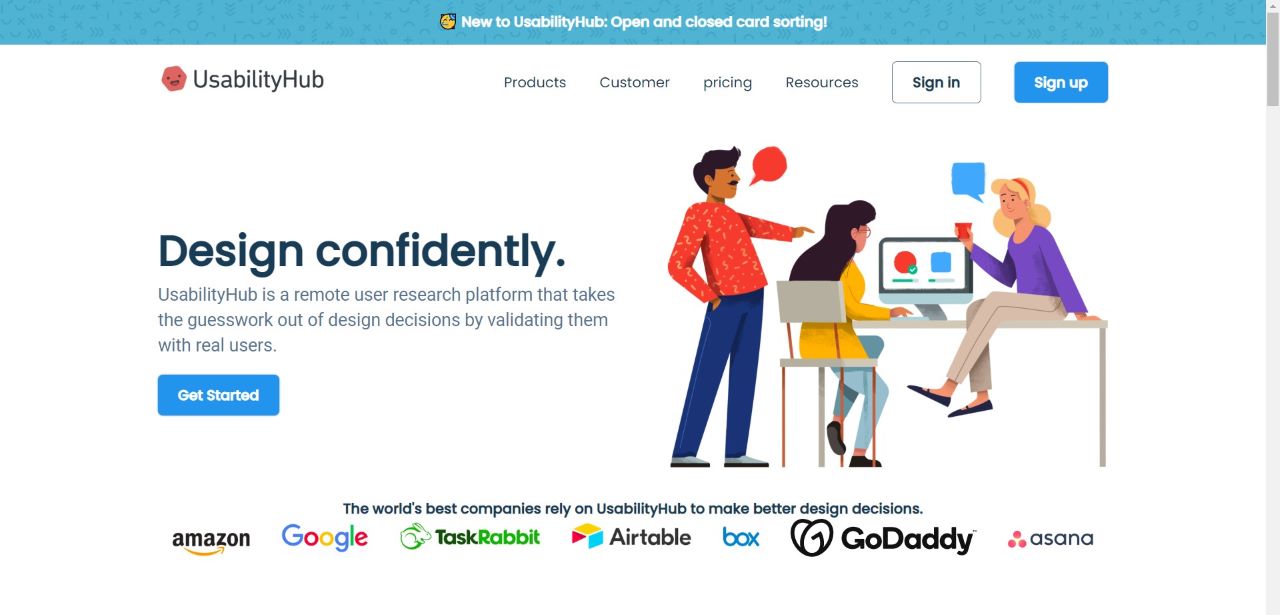 New to UsabilityHub: Open and closed card sorting!
UsabilityHub
Products Customer pricing Resources Sign in Sign up
Design confidently.
UsabilityHub is a remote user research platform that takes
the guesswork out of design decisions by validating them
with real users.
Get Started
The world's best companies rely on UsabilityHub to make better design decisions.
amazon Google TaskRabbit Airtable box GoDaddy asana